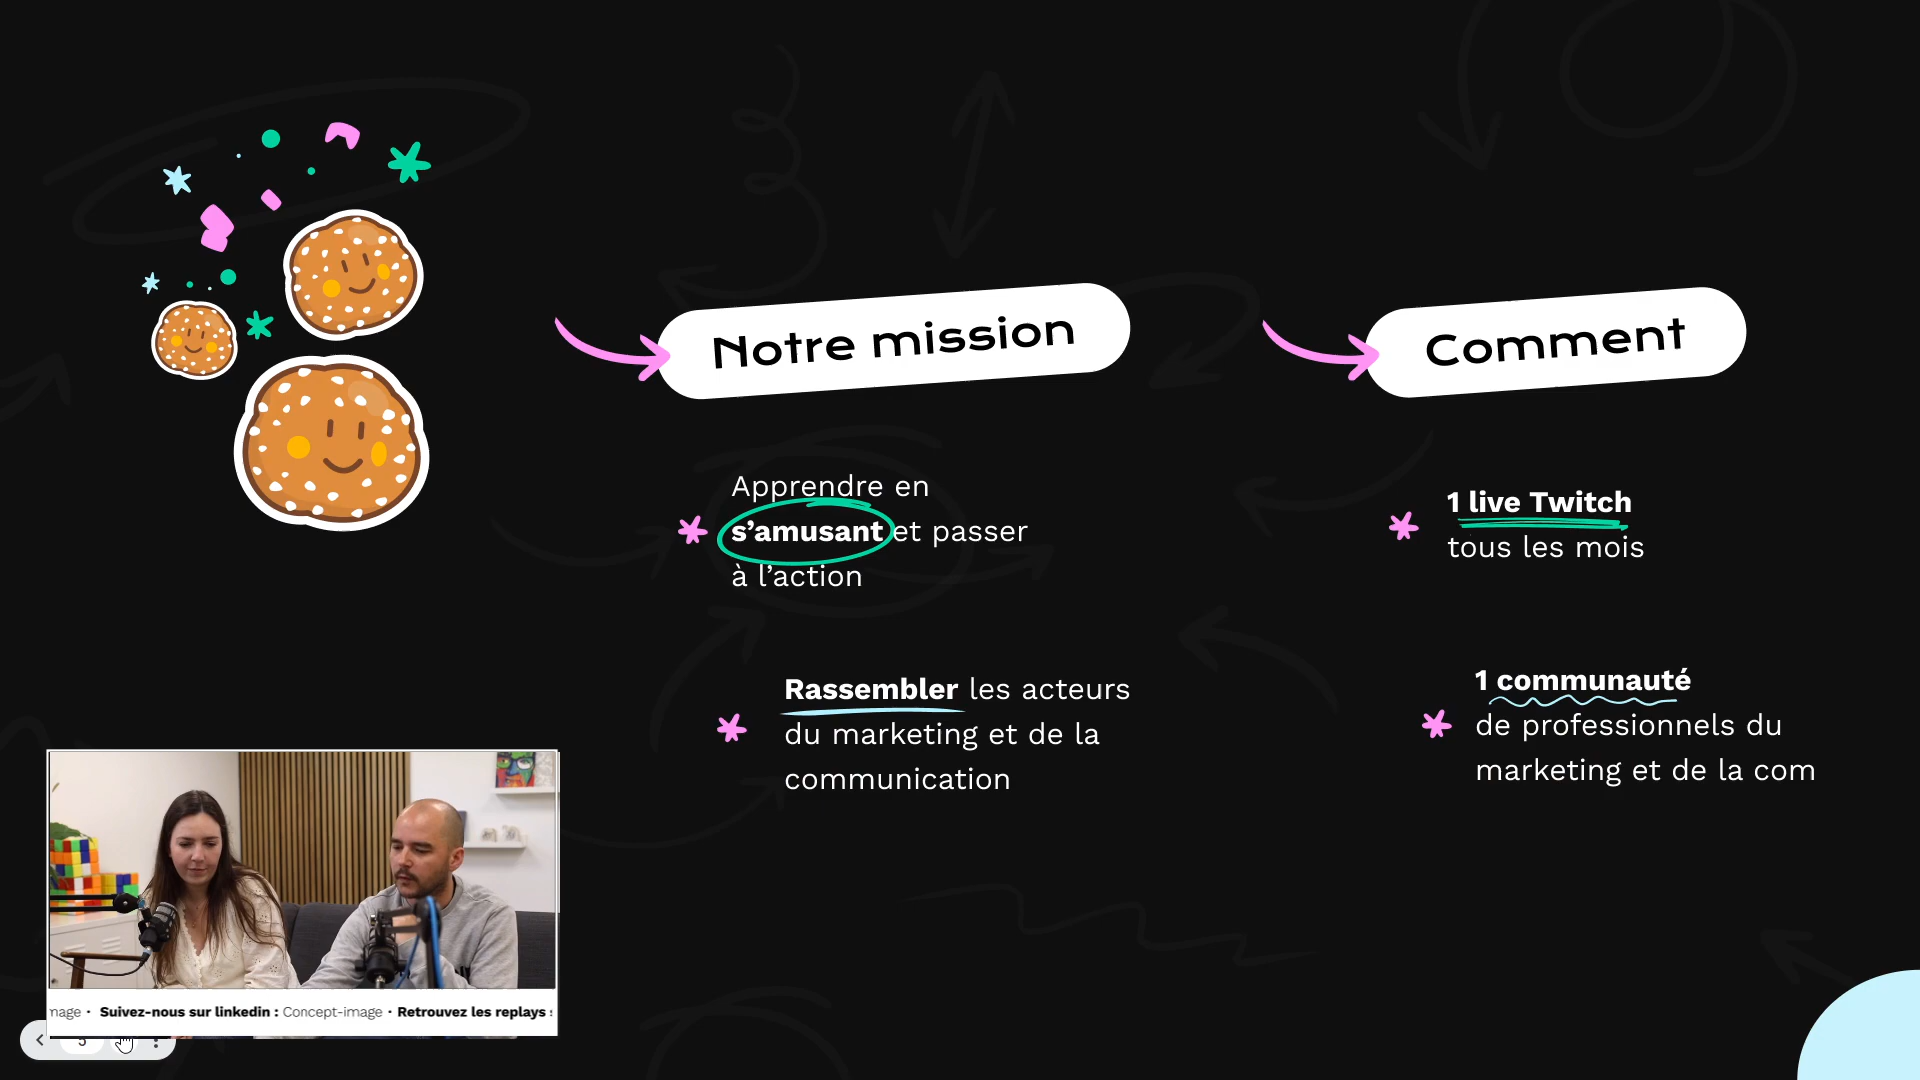 Notre mission
Apprendre en
s’amusant et passer
à l’action
Rassembler les acteurs
du marketing et de la
communication
Comment
1 live Twitch
tous les mois
1 communauté
de professionnels du
marketing et de la com
mage · Suivez-nous sur linkedin : Concept-image · Retrouvez les replays
5